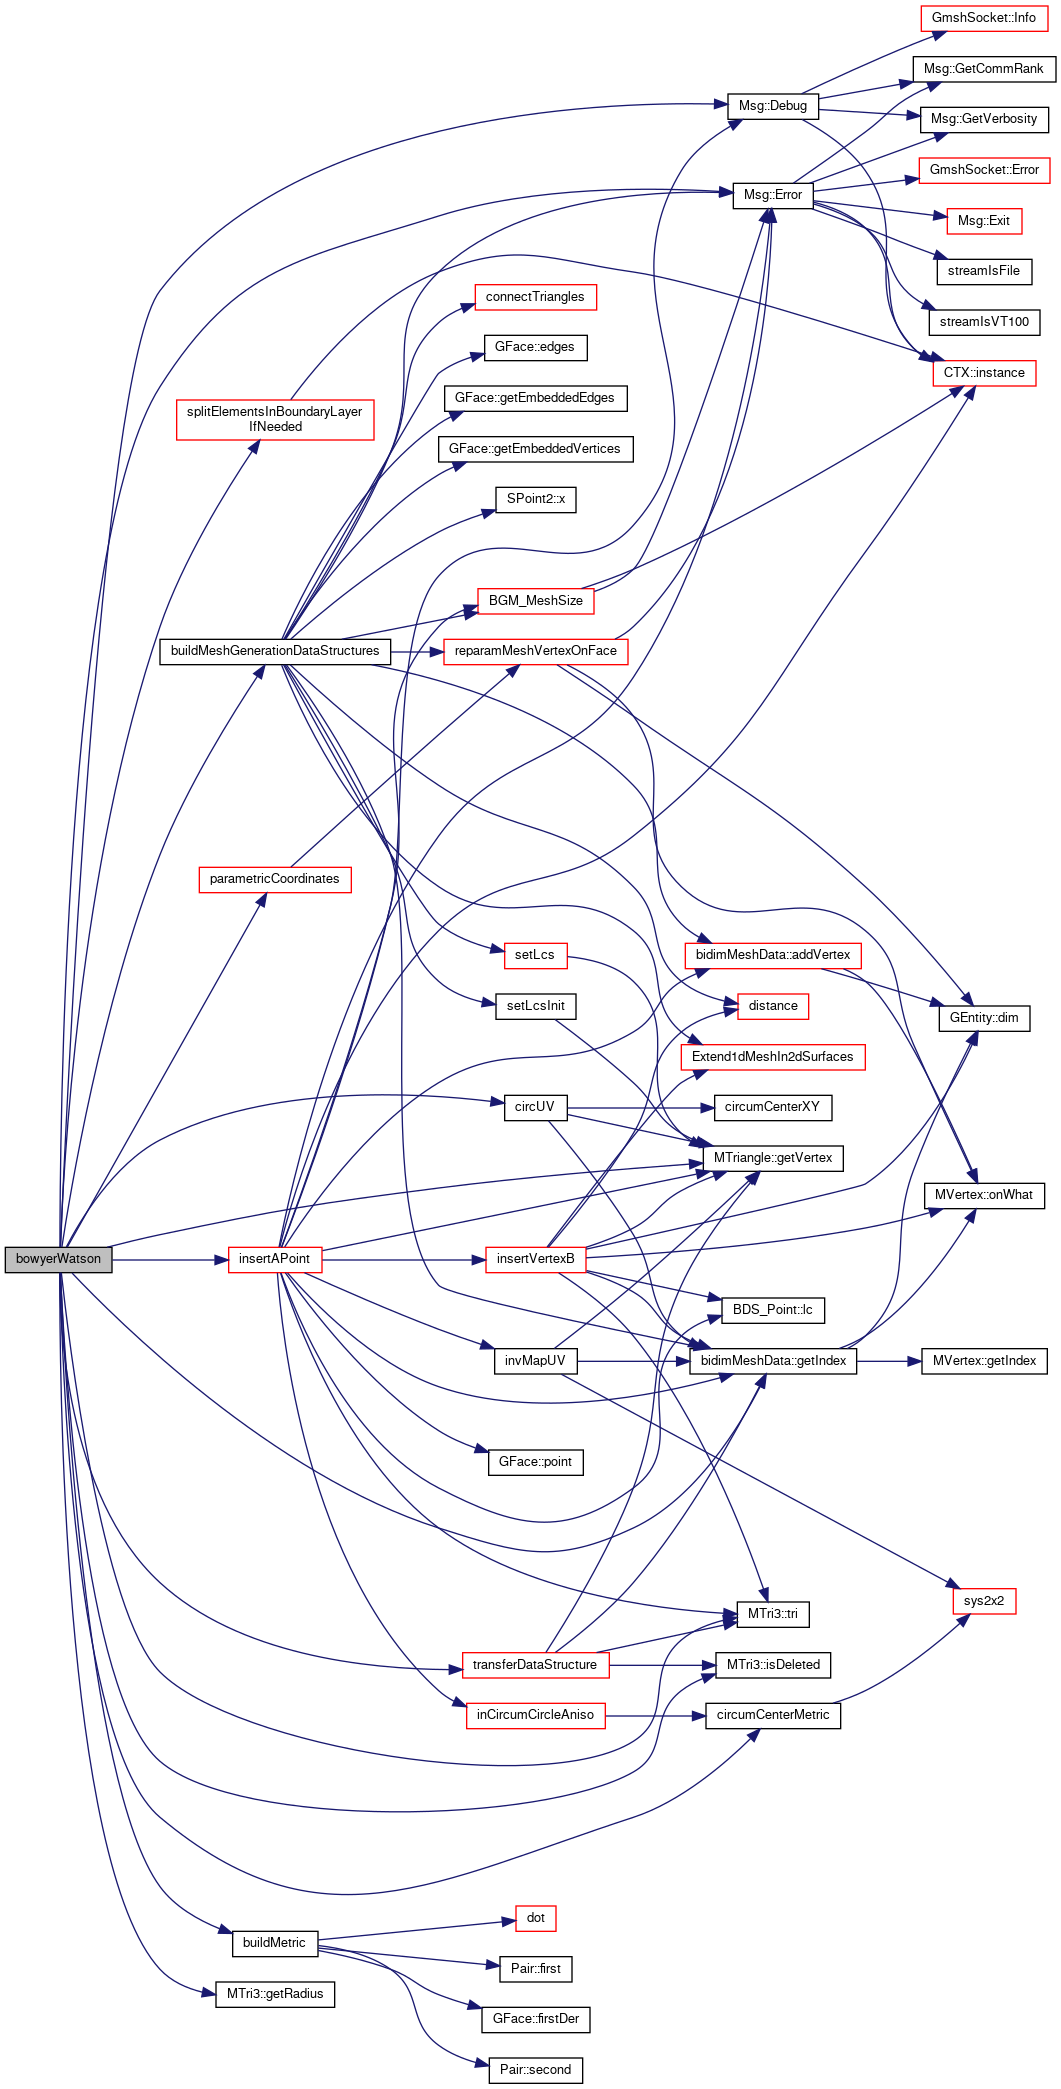 GmshSocket::Info
Msg::GetCommRank
Msg::Debug
Msg::GetVerbosity
GmshSocket::Error
Msg::Error
Msg::Exit
streamIsFile
connectTriangles
streamIsVT100
GFace::edges
CTX::instance
GFace::getEmbeddedEdges
splitElementsInBoundaryLayer
IfNeeded
GFace::getEmbeddedVertices
SPoint2::x
BGM_MeshSize
buildMeshGenerationDataStructures
reparamMeshVertexOnFace
parametricCoordinates
setLcs
bidimMeshData::addVertex
setLcsInit
distance
GEntity::dim
Extend1dMeshIn2dSurfaces
circUV
circumCenterXY
MTriangle::getVertex
MVertex::onWhat
bowyerWatson
insertAPoint
insertVertexB
BDS_Point::lc
invMapUV
bidimMeshData::getIndex
MVertex::getIndex
GFace::point
sys2x2
MTri3::tri
transferDataStructure
MTri3::isDeleted
inCircumCircleAniso
circumCenterMetric
dot
buildMetric
Pair::first
MTri3::getRadius
GFace::firstDer
Pair::second